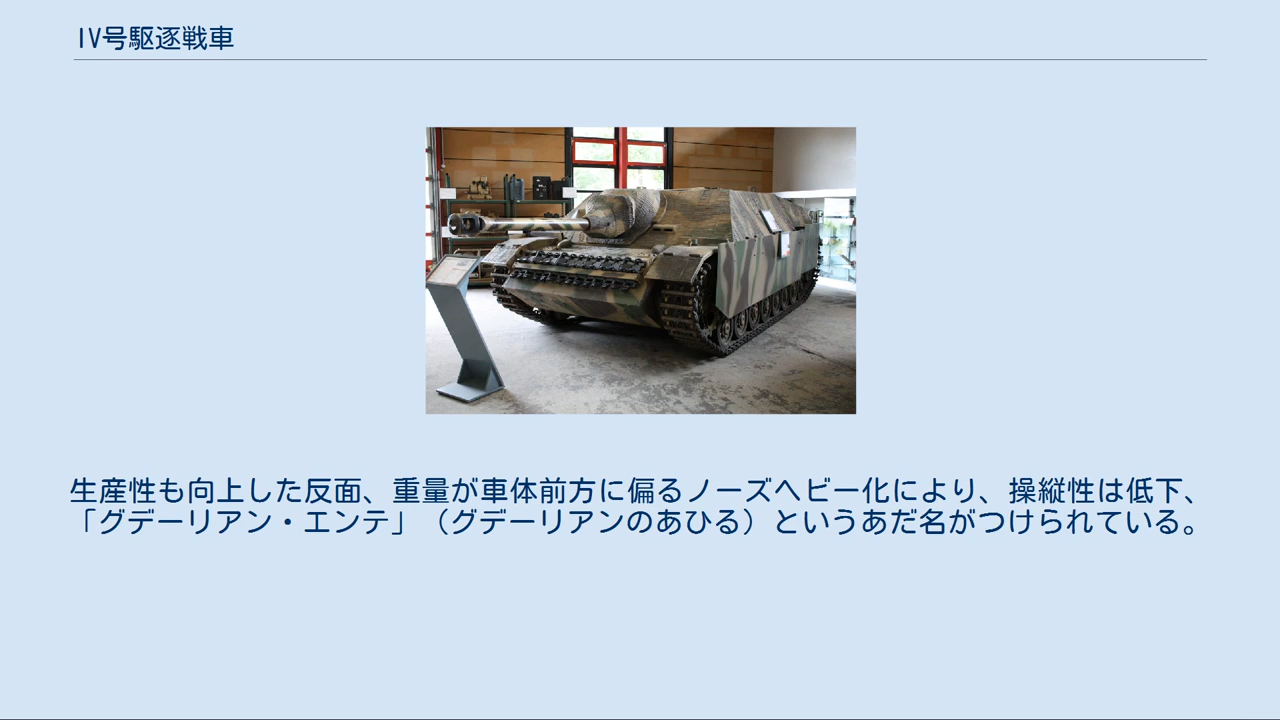 IV号駆逐戦車
生産性も向上した反面、重量が車体前方に偏るノーズヘビー化により、操縦性は低下、
「グデーリアン・エンテ」（グデーリアンのあひる）というあだ名がつけられている。